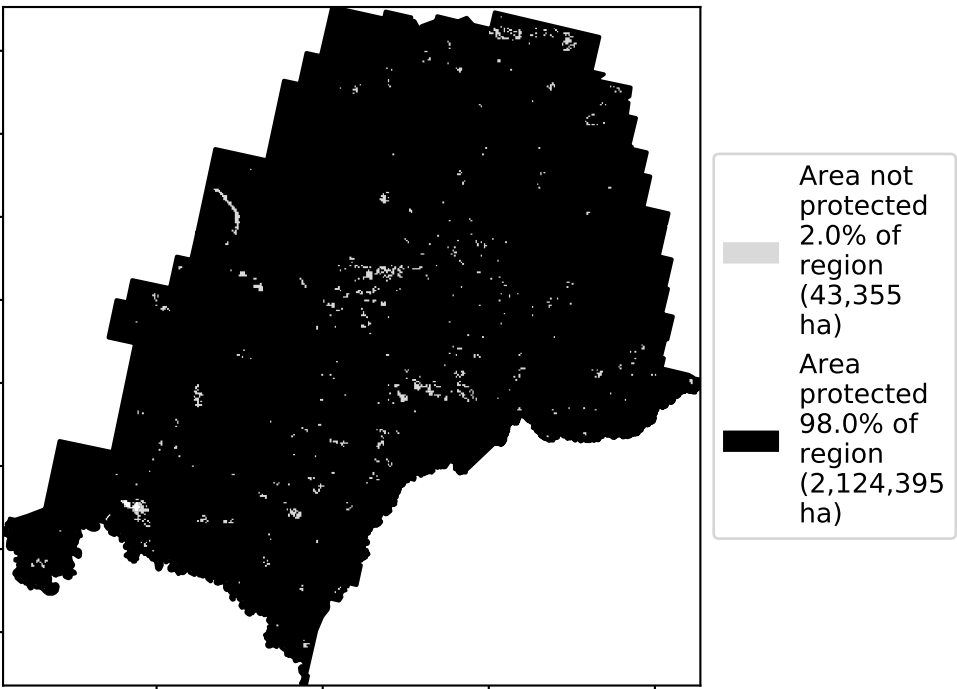 Area not
protected
2.0% of
region
(43,355
ha)
Area
protected
98.0% of
region
(2,124,395
ha)